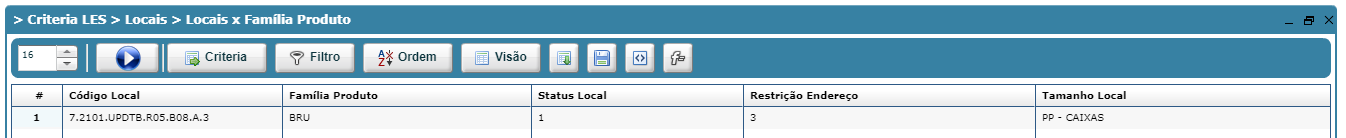 > Criteria LES > Locais > Locais x Família Produto
16 Criteria Filtro Ordem Visão
# Código Local Família Produto Status Local Restrição Endereço Tamanho Local
1 7.2101.UPDTB.R05.B08.A.3 BRU 1 3 PP - CAIXAS